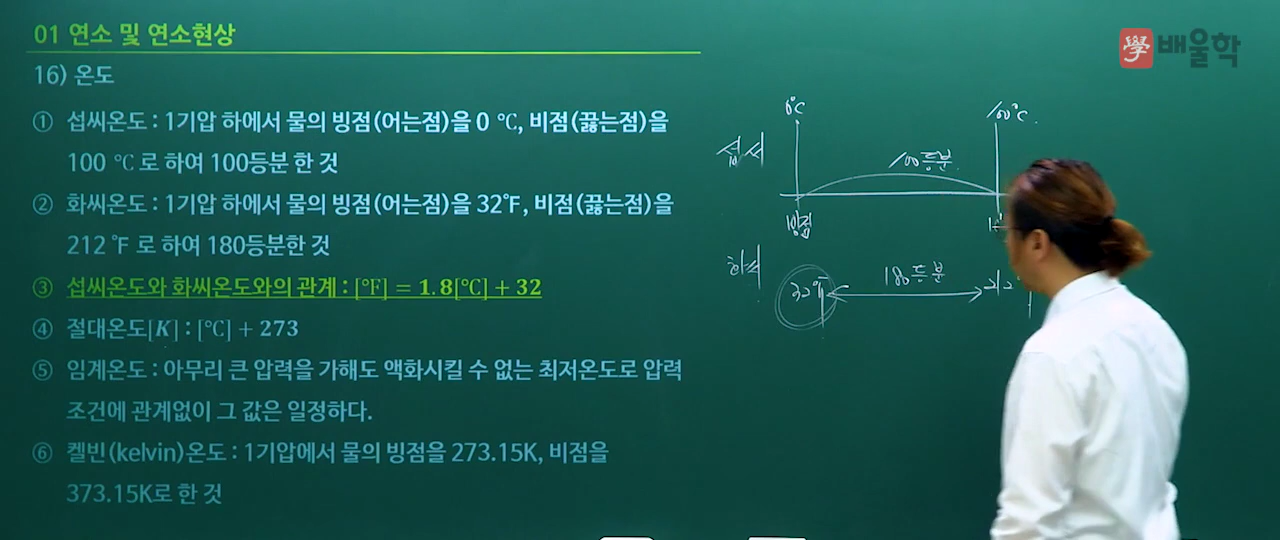 01 연소 및 연소현상
學 배울학
16) 온도
① 섭씨온도 : 1기압 하에서 물의 빙점(어는점)을 0 ℃, 비점(끓는점)을
100 ℃ 로 하여 100등분 한 것
② 화씨온도 : 1기압 하에서 물의 빙점(어는점)을 32℉, 비점(끓는점)을
212 ℉ 로 하여 180등분한 것
③ 섭씨온도와 화씨온도와의 관계 : [℉] = 1.8[℃] + 32
④ 절대온도[K] : [℃] + 273
⑤ 임계온도 : 아무리 큰 압력을 가해도 액화시킬 수 없는 최저온도로 압력
조건에 관계없이 그 값은 일정하다.
⑥ 켈빈(kelvin)온도 : 1기압에서 물의 빙점을 273.15K, 비점을
373.15K로 한 것
0℃ 100℃.
섭씨 100등분
빙점
화씨 32℉ 180등분 212